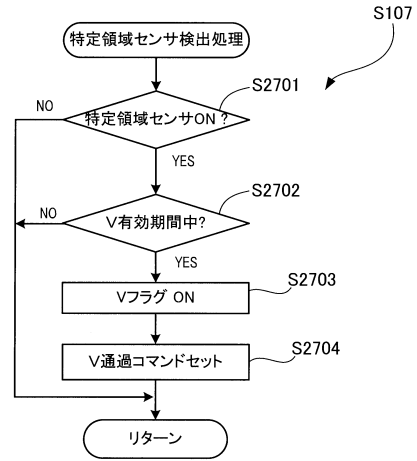 特定領域センサ検出処理
S107
S2701
特定領域センサON?
NO
YES
S2702
V有効期間中?
NO
YES
S2703
VフラグON
S2704
V通過コマンドセット
リターン